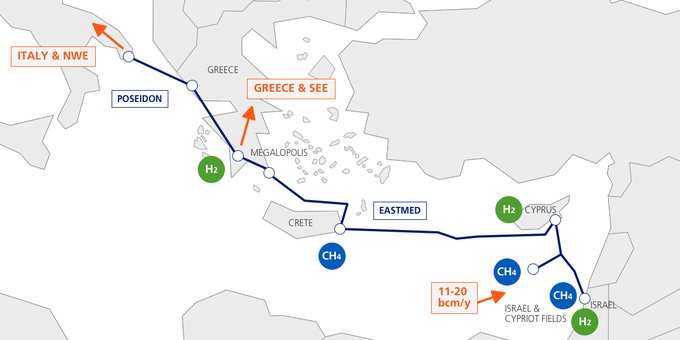 ITALY & NWE
GREECE
GREECE & SEE
POSEIDON
MEGALOPOLIS
H2
CRETE
EASTMED
H2
CYPRUS
CH4
CH4
11-20
bcm/y
CH4
ISRAEL &
CYPRIOT FIELDS
ISRAEL
H2